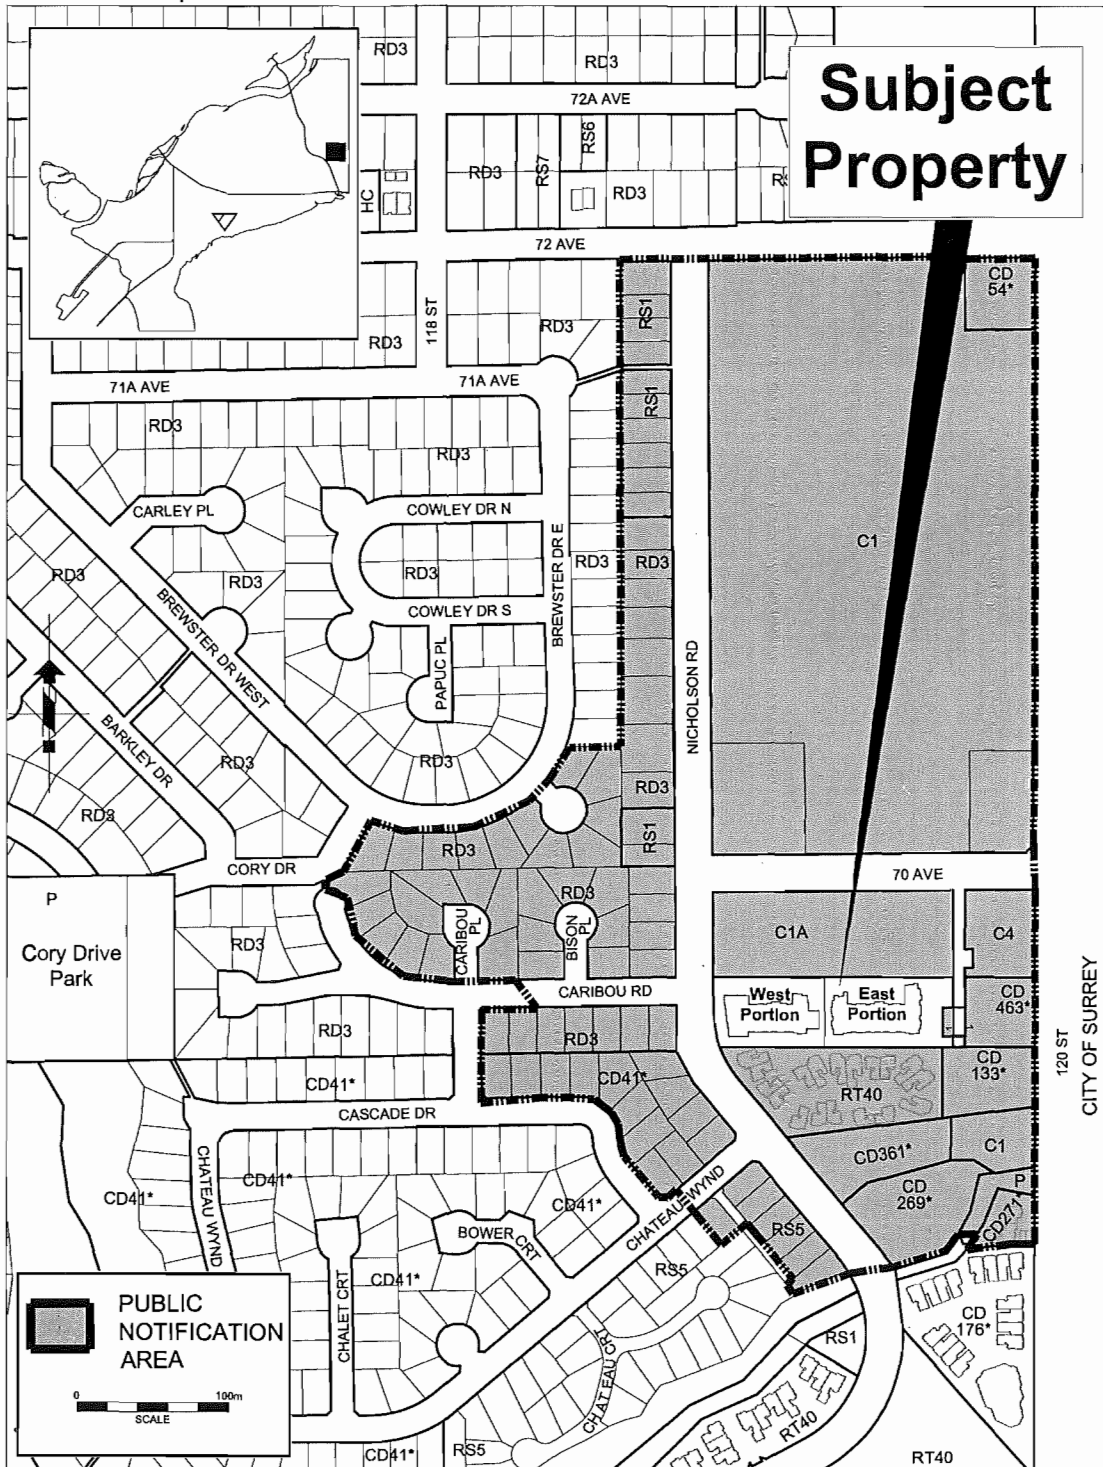 RD3
RD3
72A AVE
Subject
Property
RD3
RS7
RS6
RD3
HC
72 AVE
CD
54*
RS1
118 ST
RD3
RD3
71A AVE
71A AVE
RS1
RD3
RD3
CARLEY PL
COWLEY DR N
C1
BREWSTER DR E
RD3
RD3
RD3
RD3
RD3
BREWSTER DR WEST
COWLEY DR S
PAPUC PL
NICHOLSON RD
BARKLEY DR
RD3
RD3
RD3
RD3
RD3
RS1
CORY DR
70 AVE
P
RD3
Cory Drive
Park
RD3
CARIBOU
PL
BISON
PL
C1A
C4
CARIBOU RD
West
Portion
East
Portion
CD
463*
RD3
RD3
120 ST
CITY OF SURREY
CD41*
CD41*
RT40
CD
133*
CASCADE DR
CD361*
C1
CHATEAU WYND
CD41*
CD41*
CD41*
CHATEAU WYND
CD
269*
P
CD271*
BOWER CRT
RS5
RS5
CD41*
CHALET CRT
PUBLIC
NOTIFICATION
AREA
0 100m
SCALE
CHATEAU CRT
RS1
CD
176*
CD41*
RS5
RT40
RT40